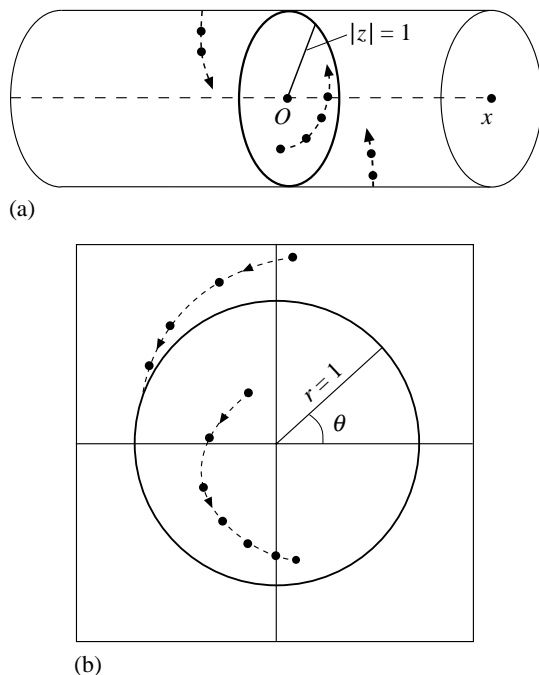 |z| = 1
O
x
(a)
r = 1
θ
(b)